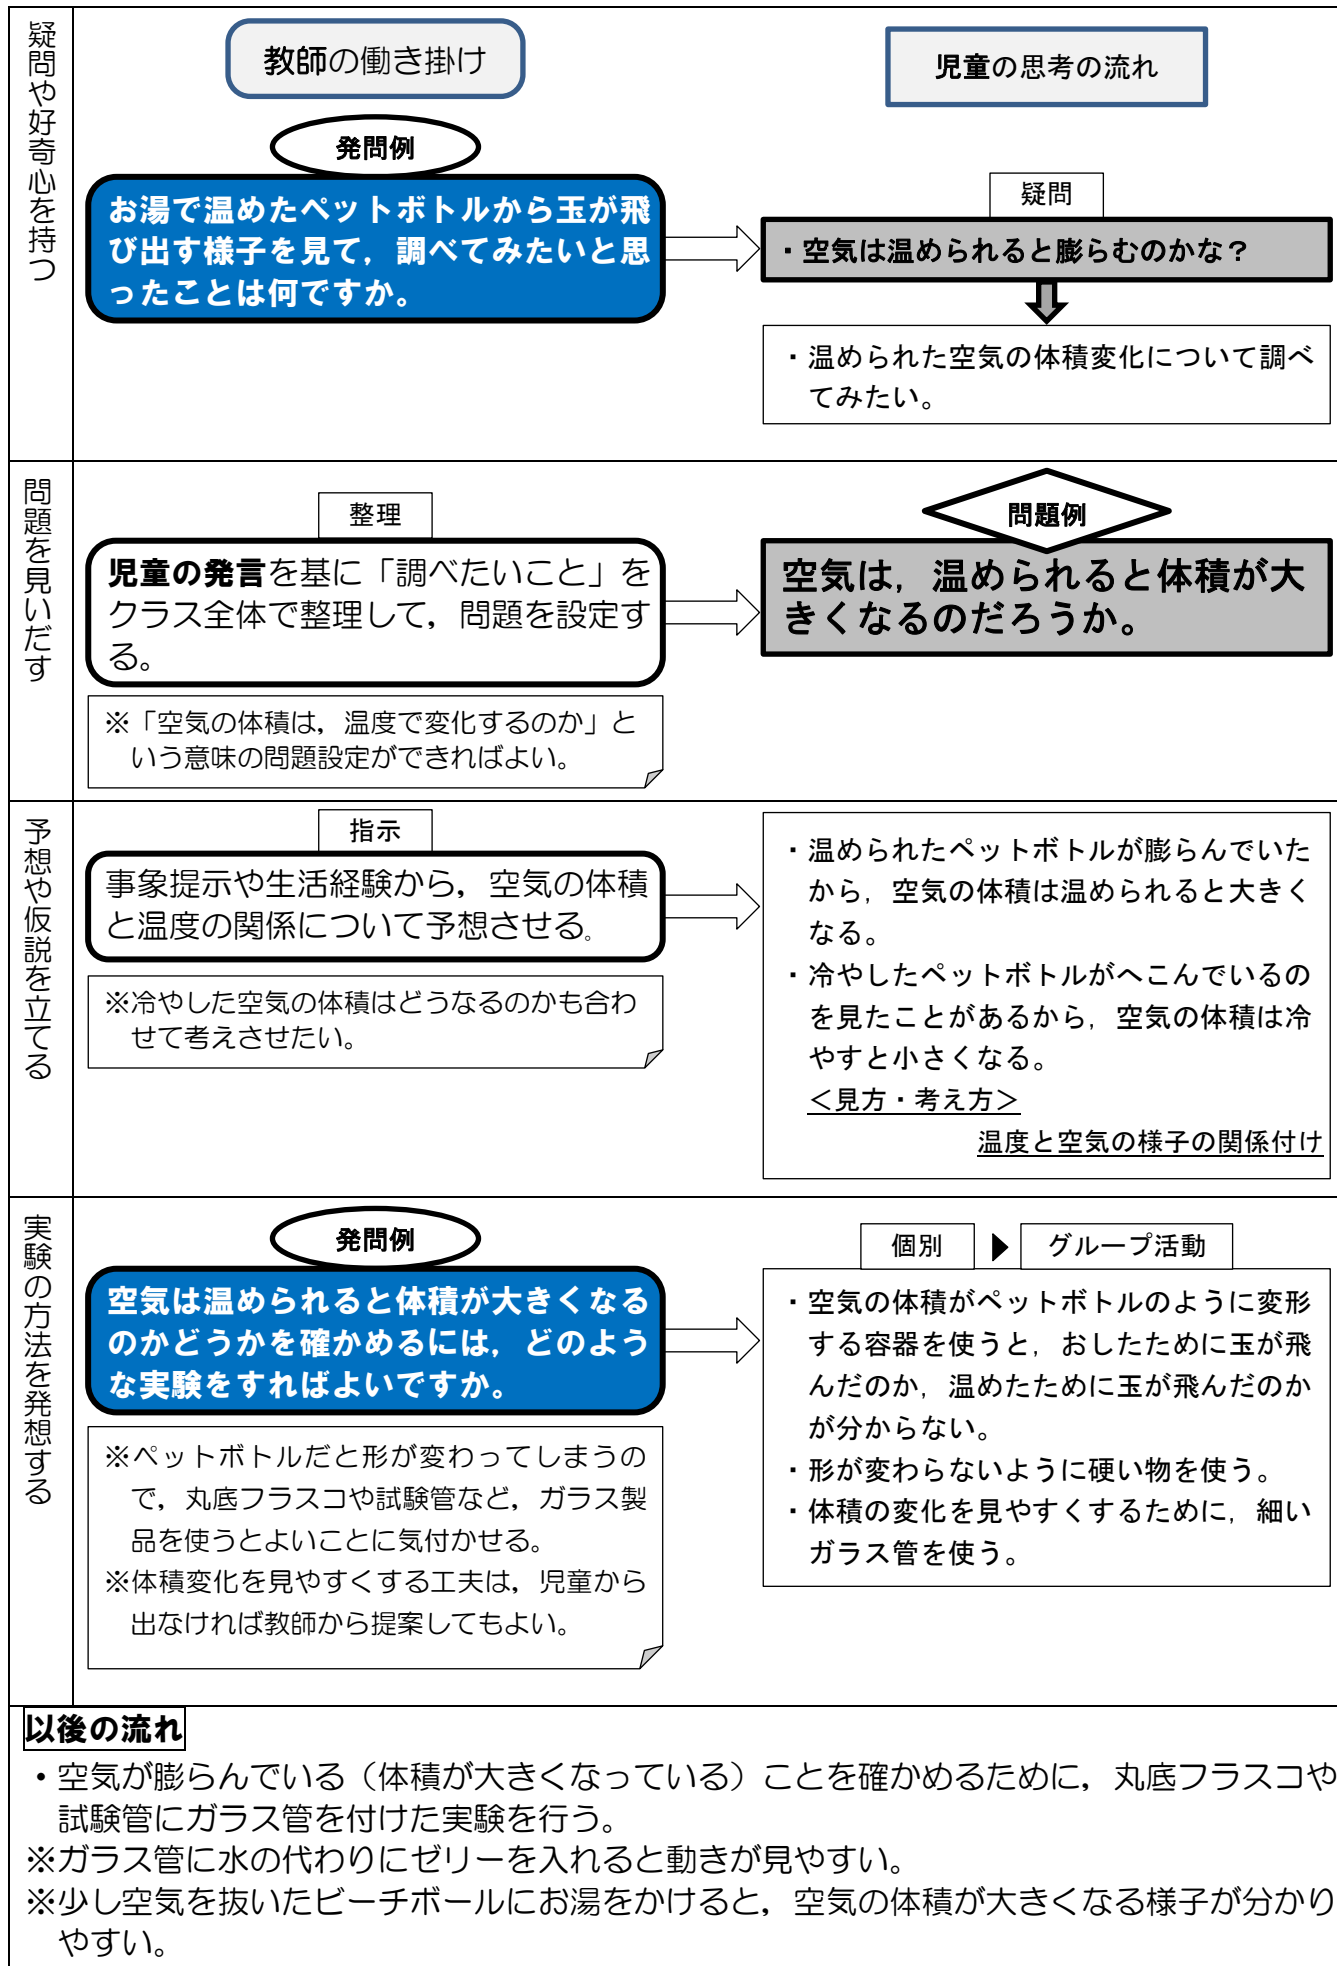 疑問や好奇心を持つ
教師の働き掛け
児童の思考の流れ
発問例
お湯で温めたペットボトルから玉が飛
び出す様子を見て，調べてみたいと思
ったことは何ですか。
疑問
・空気は温められると膨らむのかな？
・温められた空気の体積変化について調べ
てみたい。
問題を見いだす
整理
児童の発言を基に「調べたいこと」を
クラス全体で整理して，問題を設定す
る。
※「空気の体積は，温度で変化するのか」と
いう意味の問題設定ができればよい。
問題例
空気は，温められると体積が大
きくなるのだろうか。
予想や仮説を立てる
指示
事象提示や生活経験から，空気の体積
と温度の関係について予想させる。
※冷やした空気の体積はどうなるのかも合わ
せて考えさせたい。
・温められたペットボトルが膨らんでいた
から，空気の体積は温められると大きく
なる。
・冷やしたペットボトルがへこんでいるの
を見たことがあるから，空気の体積は冷
やすと小さくなる。
＜見方・考え方＞
温度と空気の様子の関係付け
実験の方法を発想する
発問例
空気は温められると体積が大きくなる
のかどうかを確かめるには，どのよう
な実験をすればよいですか。
※ペットボトルだと形が変わってしまうの
で，丸底フラスコや試験管など，ガラス製
品を使うとよいことに気付かせる。
※体積変化を見やすくする工夫は，児童から
出なければ教師から提案してもよい。
個別
グループ活動
・空気の体積がペットボトルのように変形
する容器を使うと，おしたために玉が飛
んだのか，温めたために玉が飛んだのか
が分からない。
・形が変わらないように硬い物を使う。
・体積の変化を見やすくするために，細い
ガラス管を使う。
以後の流れ
・空気が膨らんでいる（体積が大きくなっている）ことを確かめるために，丸底フラスコや
試験管にガラス管を付けた実験を行う。
※ガラス管に水の代わりにゼリーを入れると動きが見やすい。
※少し空気を抜いたビーチボールにお湯をかけると，空気の体積が大きくなる様子が分かり
やすい。